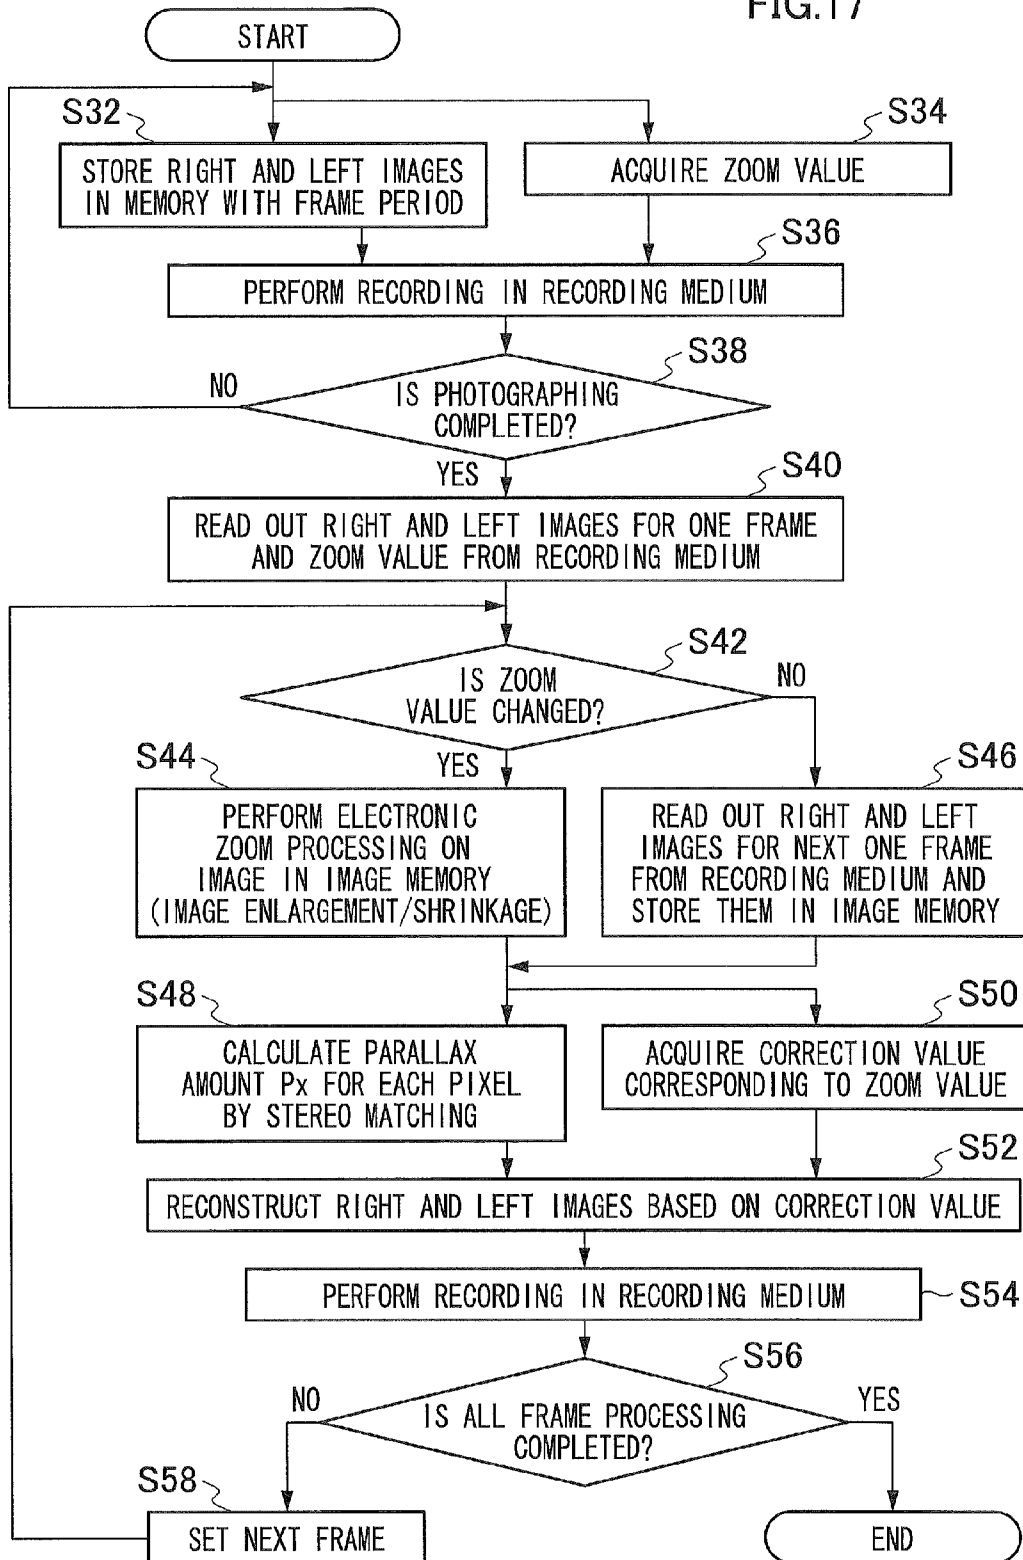 FIG.17
START
S32
S34
STORE RIGHT AND LEFT IMAGES
IN MEMORY WITH FRAME PERIOD
ACQUIRE ZOOM VALUE
S36
PERFORM RECORDING IN RECORDING MEDIUM
S38
NO
IS PHOTOGRAPHING
COMPLETED?
YES
S40
READ OUT RIGHT AND LEFT IMAGES FOR ONE FRAME
AND ZOOM VALUE FROM RECORDING MEDIUM
S42
IS ZOOM
VALUE CHANGED?
NO
YES
S44
S46
PERFORM ELECTRONIC
ZOOM PROCESSING ON
IMAGE IN IMAGE MEMORY
(IMAGE ENLARGEMENT/SHRINKAGE)
READ OUT RIGHT AND LEFT
IMAGES FOR NEXT ONE FRAME
FROM RECORDING MEDIUM AND
STORE THEM IN IMAGE MEMORY
S48
S50
CALCULATE PARALLAX
AMOUNT Px FOR EACH PIXEL
BY STEREO MATCHING
ACQUIRE CORRECTION VALUE
CORRESPONDING TO ZOOM VALUE
S52
RECONSTRUCT RIGHT AND LEFT IMAGES BASED ON CORRECTION VALUE
PERFORM RECORDING IN RECORDING MEDIUM
S54
S56
NO
YES
IS ALL FRAME PROCESSING
COMPLETED?
S58
SET NEXT FRAME
END